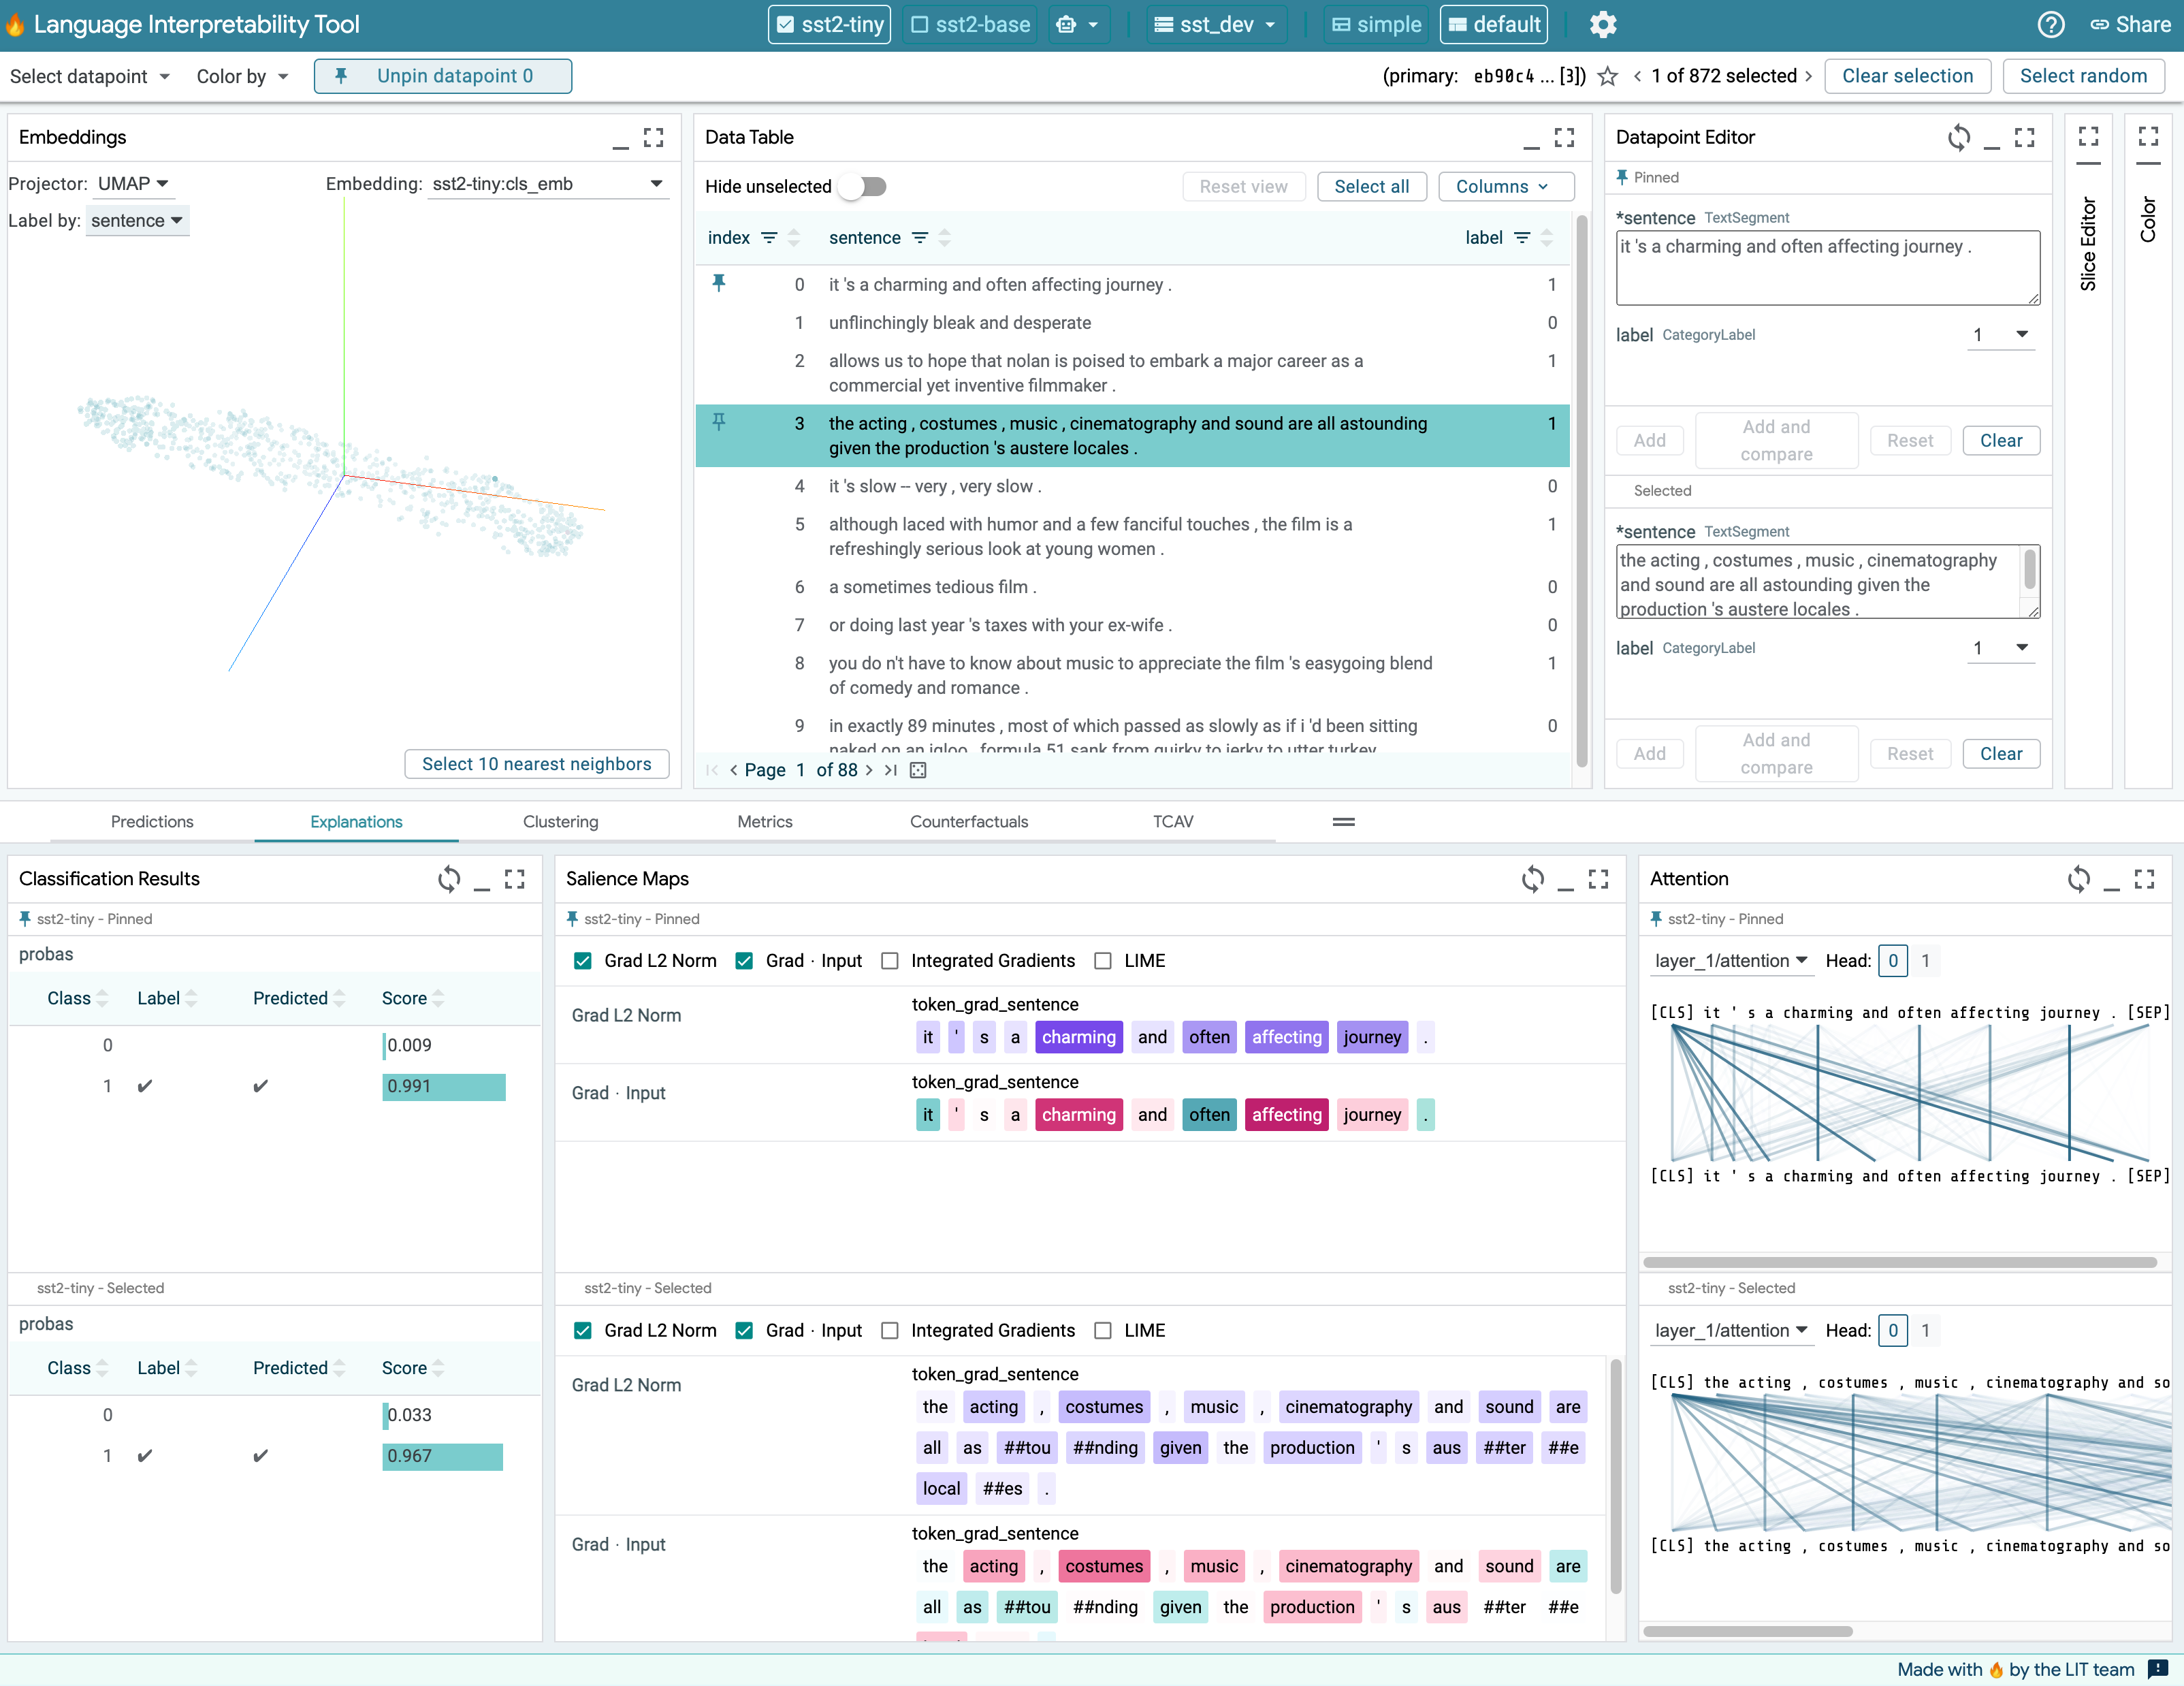 Language Interpretability Tool
sst2-tiny
sst2-base
sst_dev
simple
default
Share
Select datapoint
Color by
Unpin datapoint 0
(primary: eb90c4 ... [3])
1 of 872 selected
Clear selection
Select random
Embeddings
Projector: UMAP
Embedding: sst2-tiny:cls_emb
Label by: sentence
Select 10 nearest neighbors
Data Table
Hide unselected
Reset view
Select all
Columns
index sentence label
0 it 's a charming and often affecting journey . 1
1 unflinchingly bleak and desperate 0
2 allows us to hope that nolan is poised to embark a major career as a 1
commercial yet inventive filmmaker .
3 the acting , costumes , music , cinematography and sound are all astounding 1
given the production 's austere locales .
4 it 's slow -- very , very slow . 0
5 although laced with humor and a few fanciful touches , the film is a 1
refreshingly serious look at young women .
6 a sometimes tedious film . 0
7 or doing last year 's taxes with your ex-wife . 0
8 you do n't have to know about music to appreciate the film 's easygoing blend 1
of comedy and romance .
9 in exactly 89 minutes , most of which passed as slowly as if i 'd been sitting 0
naked on an igloo , formula 51 sank from quirky to jerky to utter turkey
Page 1 of 88
Datapoint Editor
Pinned
*sentence TextSegment
it 's a charming and often affecting journey .
label CategoryLabel 1
Add
Add and
compare
Reset
Clear
Selected
*sentence TextSegment
the acting , costumes , music , cinematography
and sound are all astounding given the
production 's austere locales .
label CategoryLabel 1
Add
Add and
compare
Reset
Clear
Slice Editor
Color
Predictions
Explanations
Clustering
Metrics
Counterfactuals
TCAV
Classification Results
sst2-tiny - Pinned
probas
Class Label Predicted Score
0 0.009
1 ✔ ✔ 0.991
sst2-tiny - Selected
probas
Class Label Predicted Score
0 0.033
1 ✔ ✔ 0.967
Salience Maps
sst2-tiny - Pinned
Grad L2 Norm Grad · Input Integrated Gradients LIME
token_grad_sentence
Grad L2 Norm
it ' s a charming and often affecting journey .
token_grad_sentence
Grad · Input
it ' s a charming and often affecting journey .
sst2-tiny - Selected
Grad L2 Norm Grad · Input Integrated Gradients LIME
token_grad_sentence
Grad L2 Norm
the acting , costumes , music , cinematography and sound are
all as ##tou ##nding given the production ' s aus ##ter ##e
local ##es .
token_grad_sentence
Grad · Input
the acting , costumes , music , cinematography and sound are
all as ##tou ##nding given the production ' s aus ##ter ##e
Attention
sst2-tiny - Pinned
layer_1/attention Head: 0 1
[CLS] it ' s a charming and often affecting journey . [SEP]
[CLS] it ' s a charming and often affecting journey . [SEP]
sst2-tiny - Selected
layer_1/attention Head: 0 1
[CLS] the acting , costumes , music , cinematography and so
[CLS] the acting , costumes , music , cinematography and so
Made with 🔥 by the LIT team